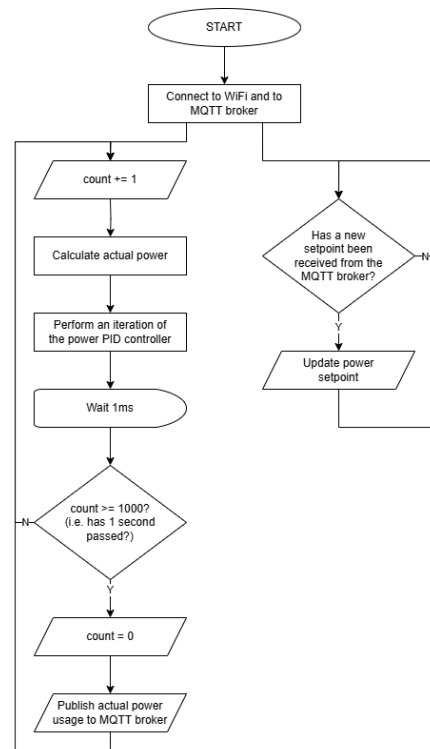 START
Connect to WiFi and to
MQTT broker
count += 1
Calculate actual power
Perform an iteration of
the power PID controller
Wait 1ms
count >= 1000?
(i.e. has 1 second
passed?)
N
Y
count = 0
Publish actual power
usage to MQTT broker
Has a new
setpoint been
received from the
MQTT broker?
N
Y
Update power
setpoint